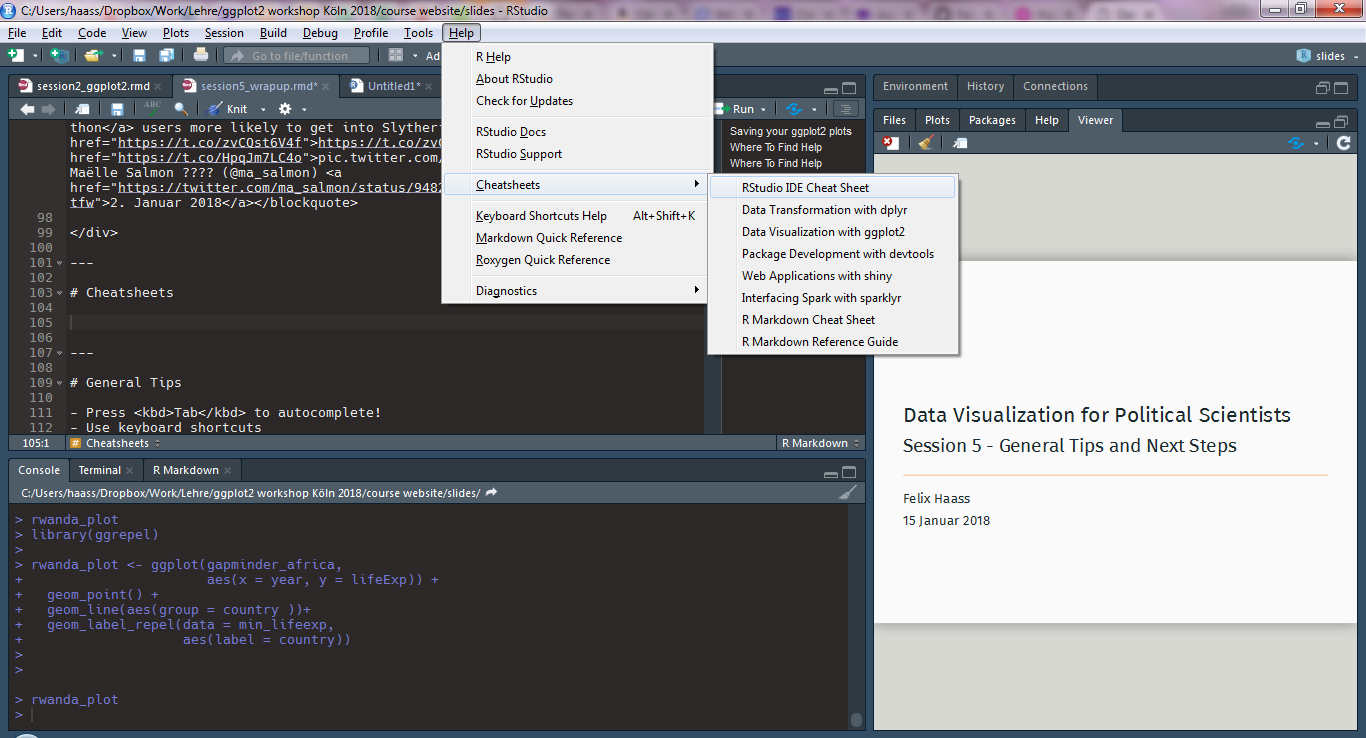 C:/Users/haass/Dropbox/Work/Lehre/ggplot2 workshop Köln 2018/course website/slides - RStudio
File Edit Code View Plots Session Build Debug Profile Tools Help
Go to file/function
Ad
slides
R Help
About RStudio
Check for Updates
RStudio Docs
RStudio Support
Cheatsheets
Keyboard Shortcuts Help Alt+Shift+K
Markdown Quick Reference
Roxygen Quick Reference
Diagnostics
RStudio IDE Cheat Sheet
Data Transformation with dplyr
Data Visualization with ggplot2
Package Development with devtools
Web Applications with shiny
Interfacing Spark with sparklyr
R Markdown Cheat Sheet
R Markdown Reference Guide
session2_ggplot2.rmd session5_wrapup.rmd* Untitled1*
ABC Knit Run
thon</a> users more likely to get into Slyther
href="https://t.co/zvCQst6V4f">https://t.co/zv
href="https://t.co/HpqJm7LC4o">pic.twitter.com/
Maëlle Salmon ???? (@ma_salmon) <a
href="https://twitter.com/ma_salmon/status/9482
tfw">2. Januar 2018</a></blockquote>
98
99 </div>
100
101 ---
102
103 # Cheatsheets
104
105
106
107 ---
108
109 # General Tips
110
111 - Press <kbd>Tab</kbd> to autocomplete!
112 - Use keyboard shortcuts
105:1 # Cheatsheets R Markdown
Saving your ggplot2 plots
Where To Find Help
Where To Find Help
Console Terminal R Markdown
C:/Users/haass/Dropbox/Work/Lehre/ggplot2 workshop Köln 2018/course website/slides/
> rwanda_plot
> library(ggrepel)
>
> rwanda_plot <- ggplot(gapminder_africa,
+                       aes(x = year, y = lifeExp)) +
+   geom_point() +
+   geom_line(aes(group = country ))+
+   geom_label_repel(data = min_lifeexp,
+                    aes(label = country))
>
>
> rwanda_plot
>
Environment History Connections
Files Plots Packages Help Viewer
Data Visualization for Political Scientists
Session 5 - General Tips and Next Steps
Felix Haass
15 Januar 2018